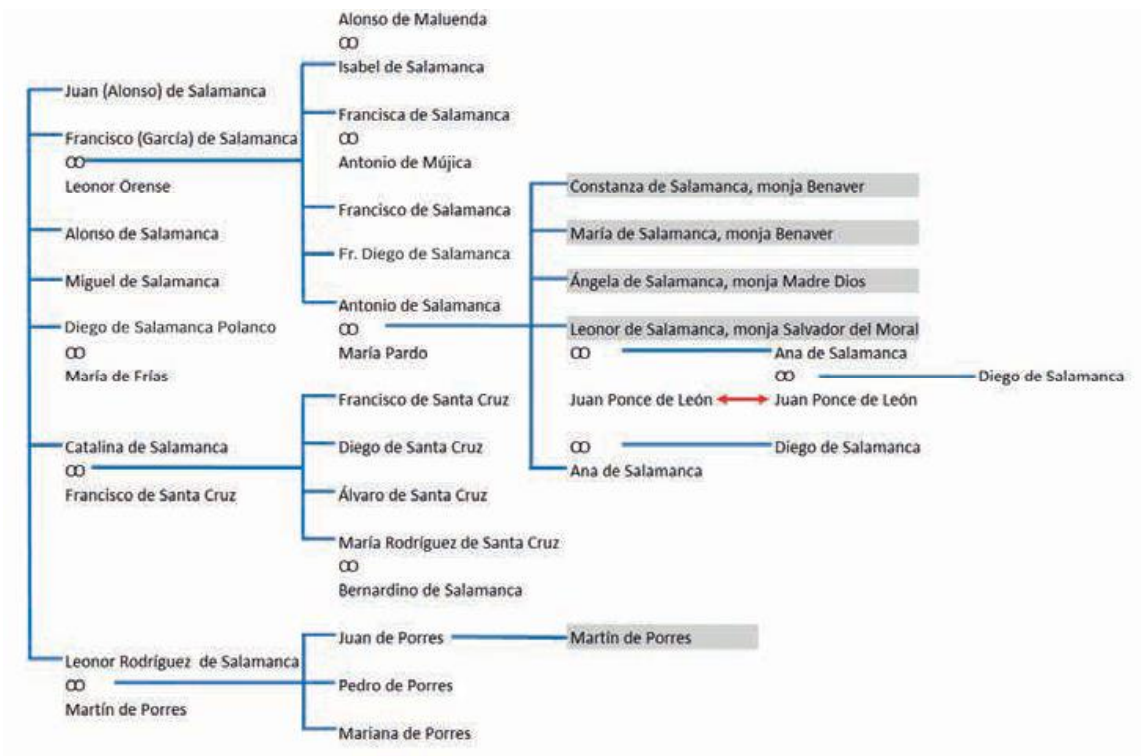 Juan (Alonso) de Salamanca
Francisco (García) de Salamanca
Leonor Orense
Alonso de Salamanca
Miguel de Salamanca
Diego de Salamanca Polanco
María de Frías
Catalina de Salamanca
Francisco de Santa Cruz
Leonor Rodríguez de Salamanca
Martín de Porres
Alonso de Maluenda
Isabel de Salamanca
Francisca de Salamanca
Antonio de Mújica
Francisco de Salamanca
Fr. Diego de Salamanca
Antonio de Salamanca
María Pardo
Francisco de Santa Cruz
Diego de Santa Cruz
Álvaro de Santa Cruz
María Rodríguez de Santa Cruz
Bernardino de Salamanca
Juan de Porres
Pedro de Porres
Mariana de Porres
Constanza de Salamanca, monja Benaver
María de Salamanca, monja Benaver
Ángela de Salamanca, monja Madre Dios
Leonor de Salamanca, monja Salvador del Moral
Juan Ponce de León
Ana de Salamanca
Martín de Porres
Ana de Salamanca
Juan Ponce de León
Diego de Salamanca
Diego de Salamanca